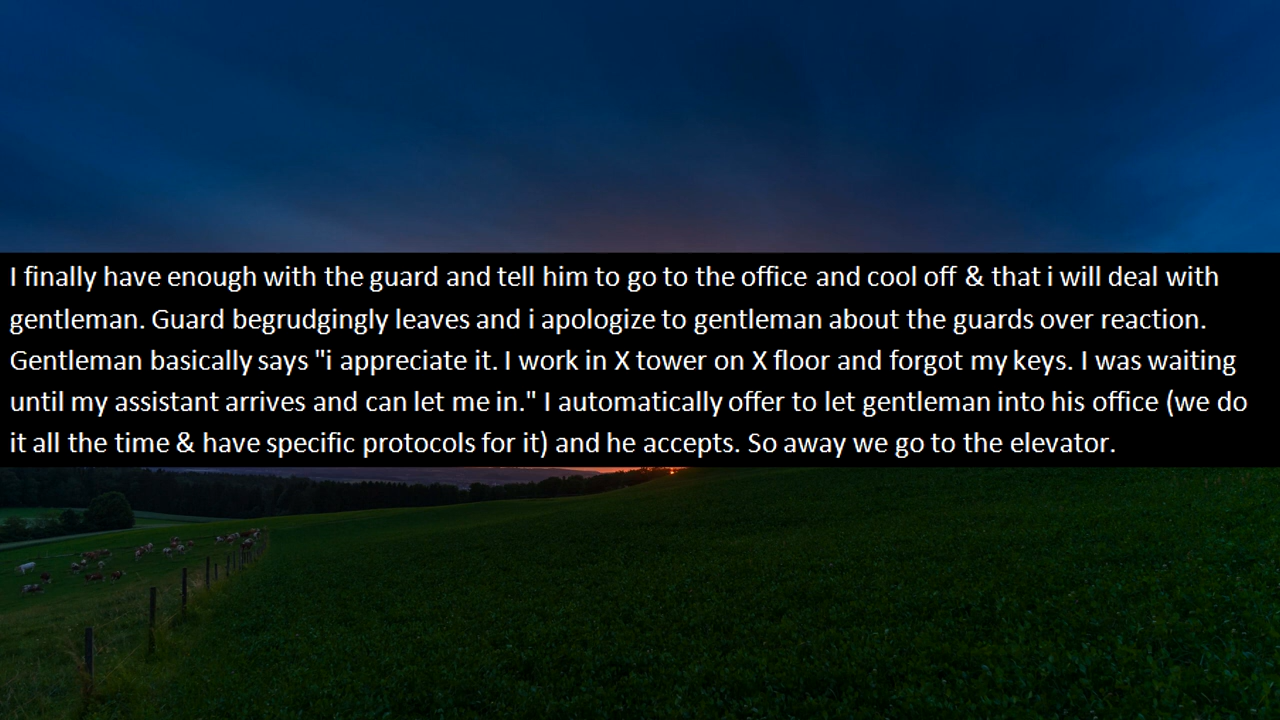 I finally have enough with the guard and tell him to go to the office and cool off & that i will deal with
gentleman. Guard begrudgingly leaves and i apologize to gentleman about the guards over reaction.
Gentleman basically says "i appreciate it. I work in X tower on X floor and forgot my keys. I was waiting
until my assistant arrives and can let me in." I automatically offer to let gentleman into his office (we do
it all the time & have specific protocols for it) and he accepts. So away we go to the elevator.